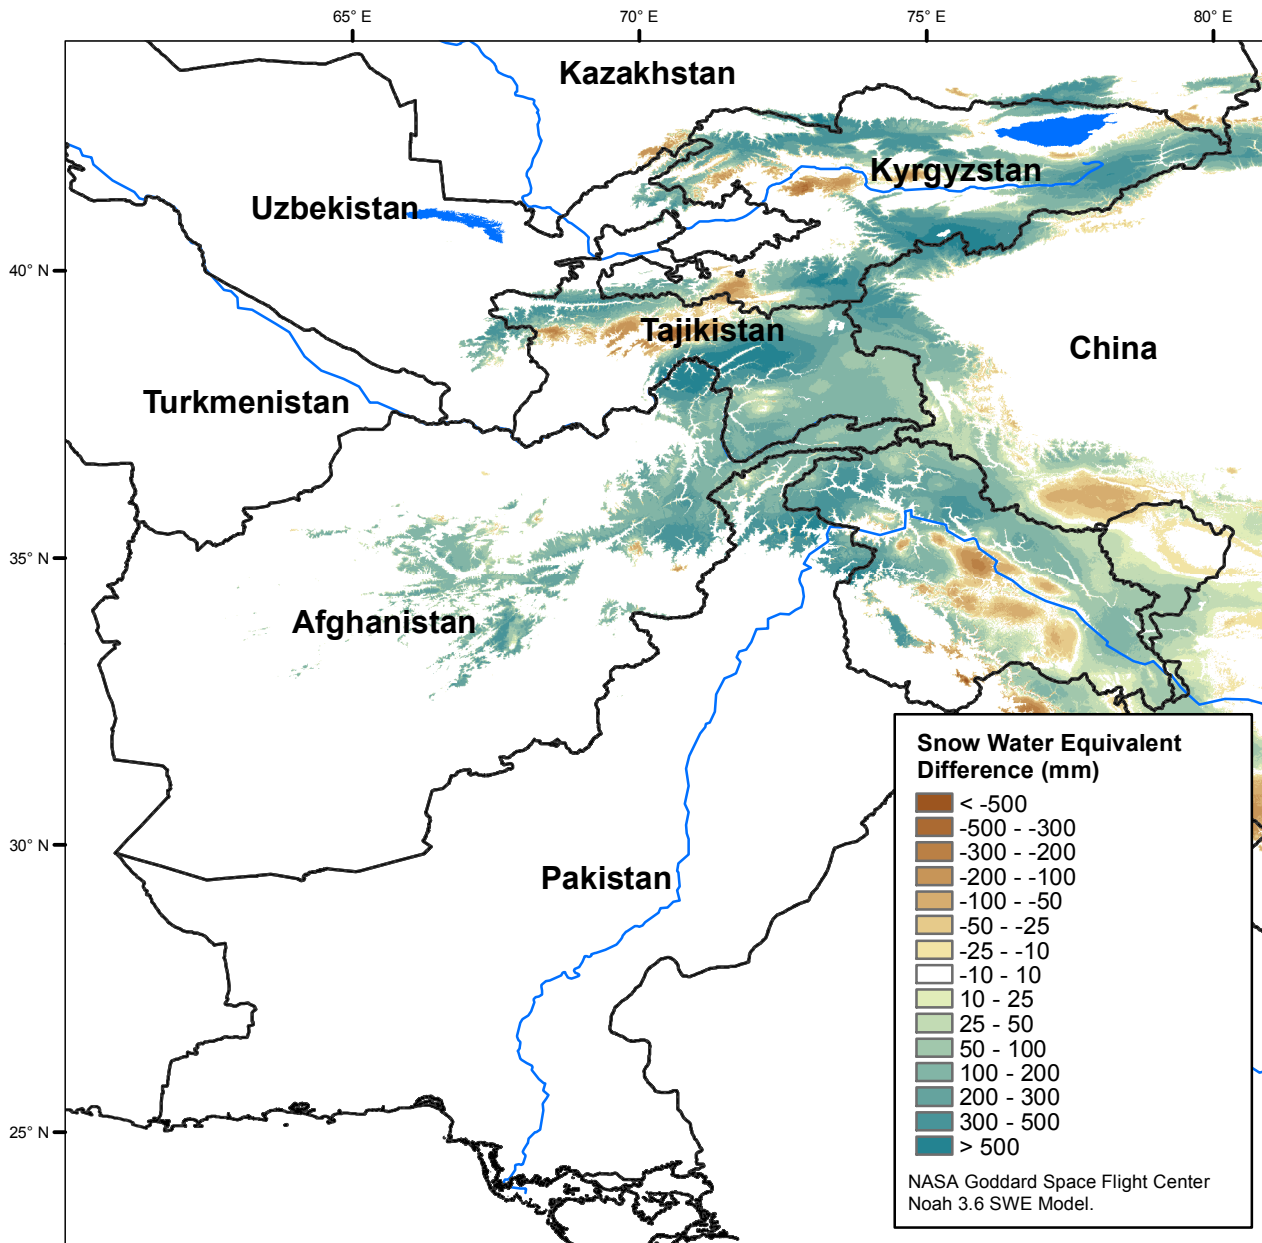 65° E
70° E
75° E
80° E
Kazakhstan
Kyrgyzstan
Uzbekistan
40° N
Tajikistan
China
Turkmenistan
35° N
Afghanistan
30° N
Pakistan
25° N
Snow Water Equivalent
Difference (mm)
< -500
-500 - -300
-300 - -200
-200 - -100
-100 - -50
-50 - -25
-25 - -10
-10 - 10
10 - 25
25 - 50
50 - 100
100 - 200
200 - 300
300 - 500
> 500
NASA Goddard Space Flight Center
Noah 3.6 SWE Model.